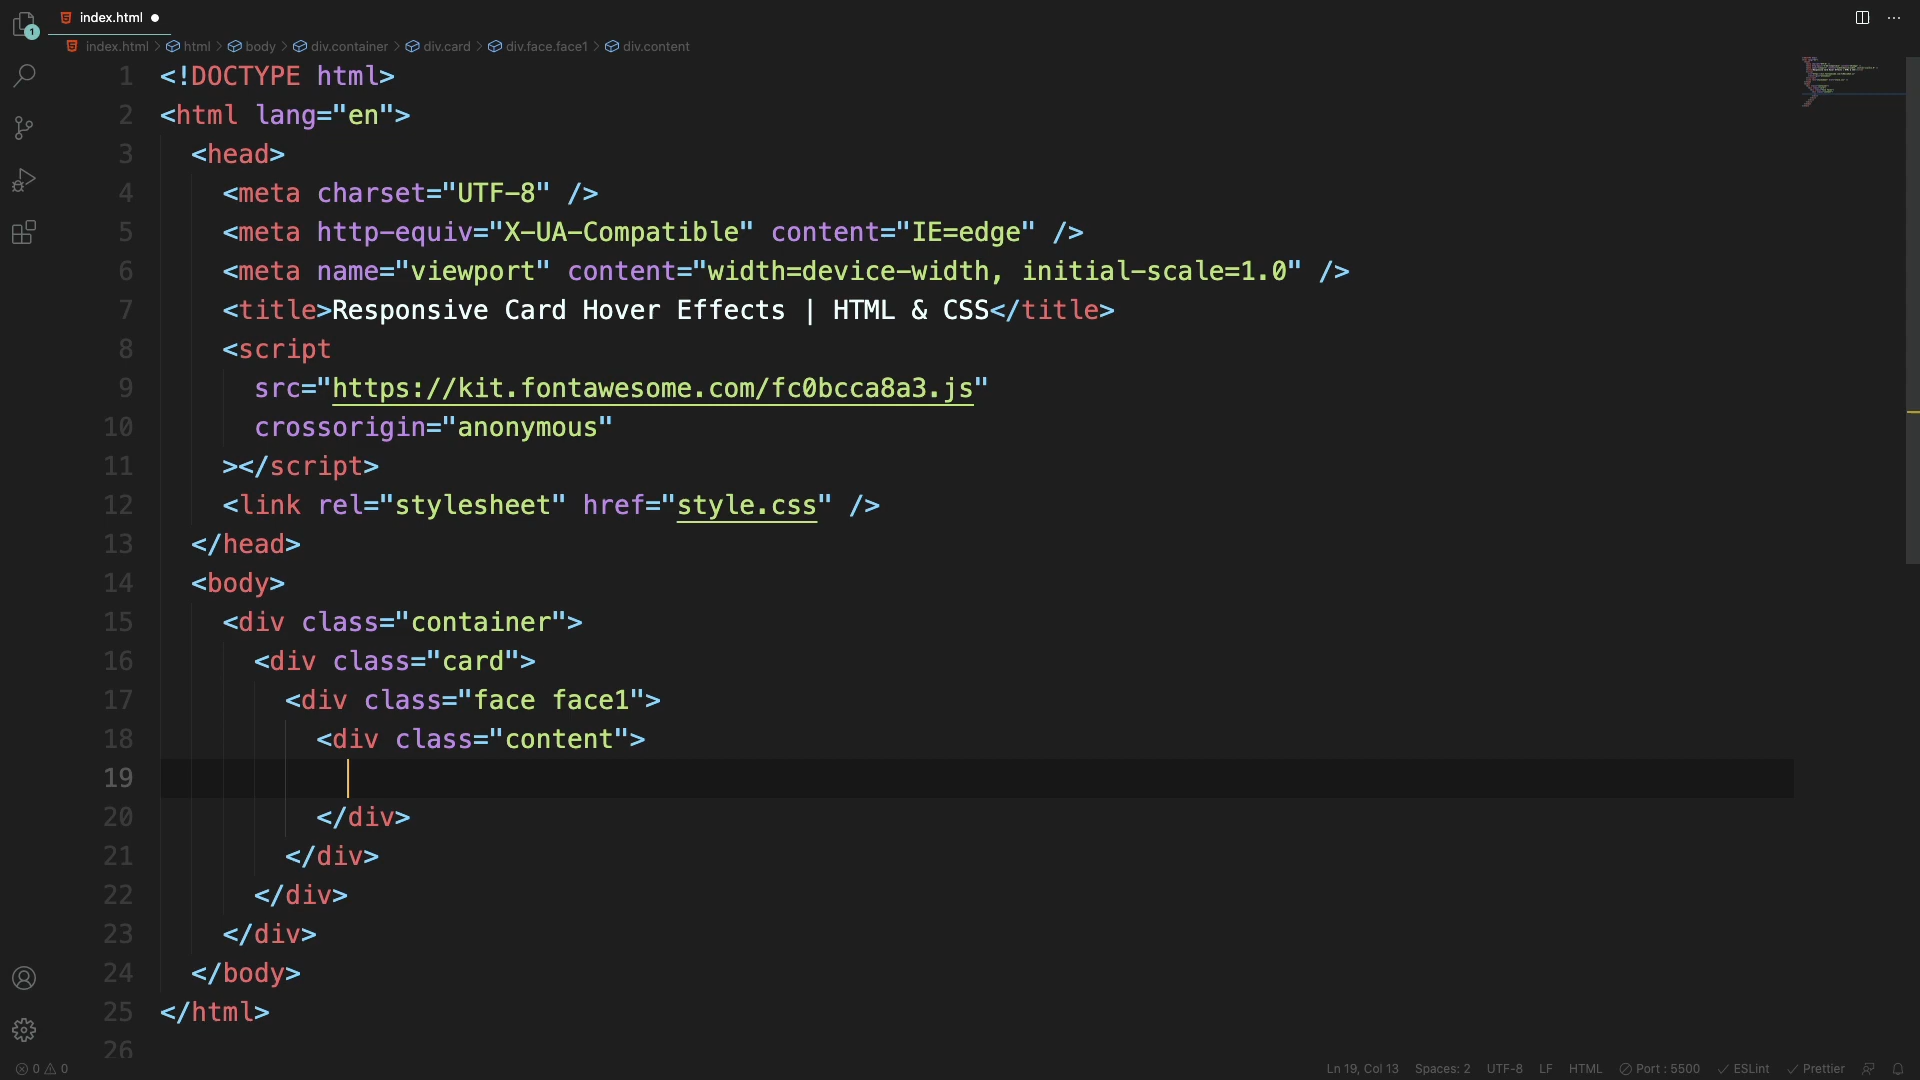 index.html
1
index.html > html > body > div.container > div.card > div.face.face1 > div.content
1 <!DOCTYPE html>
2 <html lang="en">
3 <head>
4 <meta charset="UTF-8" />
5 <meta http-equiv="X-UA-Compatible" content="IE=edge" />
6 <meta name="viewport" content="width=device-width, initial-scale=1.0" />
7 <title>Responsive Card Hover Effects | HTML & CSS</title>
8 <script
9 src="https://kit.fontawesome.com/fc0bcca8a3.js"
10 crossorigin="anonymous"
11 ></script>
12 <link rel="stylesheet" href="style.css" />
13 </head>
14 <body>
15 <div class="container">
16 <div class="card">
17 <div class="face face1">
18 <div class="content">
19
20 </div>
21 </div>
22 </div>
23 </div>
24 </body>
25 </html>
26
0 0 Ln 19, Col 13 Spaces: 2 UTF-8 LF HTML Port : 5500 ESLint Prettier